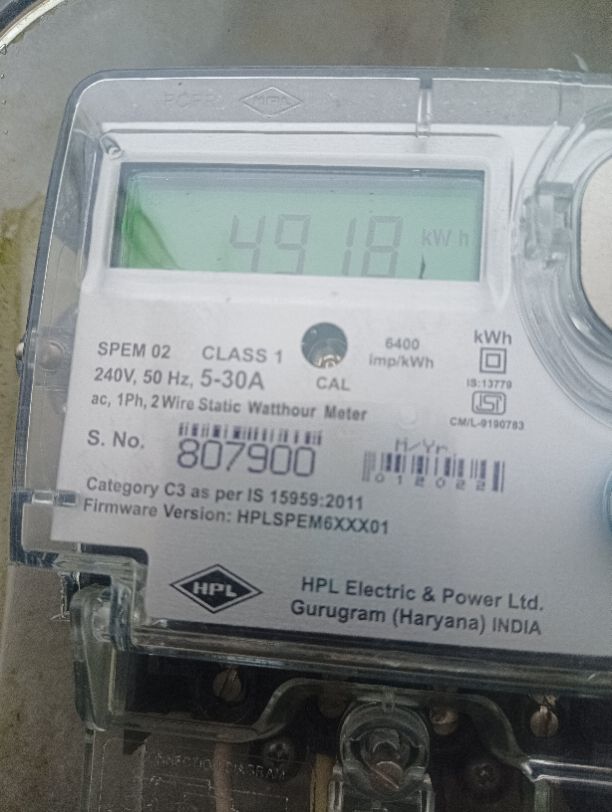 HPL
4918 kWh
SPEM 02 CLASS 1
6400
imp/kWh
kWh
240V, 50 Hz, 5-30A
CAL
IS:13779
ac, 1Ph, 2 Wire Static Watthour Meter
ISI
CM/L-9190783
S. No. 807900
M/Yr.
012022
Category C3 as per IS 15959:2011
Firmware Version: HPLSPEM6XXX01
HPL
HPL Electric & Power Ltd.
Gurugram (Haryana) INDIA